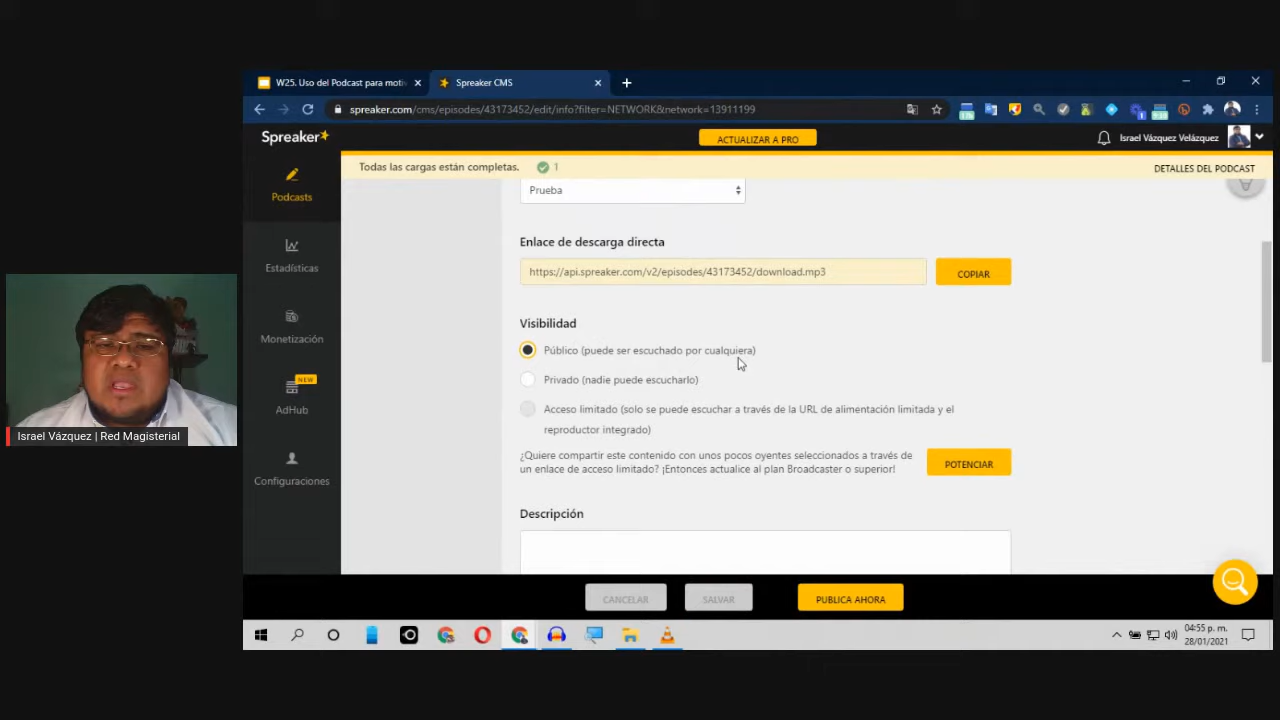 W25. Uso del Podcast para moti
Spreaker CMS
spreaker.com/cms/episodes/43173452/edit/info?filter=NETWORK&network=13911199
Spreaker
ACTUALIZAR A PRO
Israel Vázquez Velázquez
Todas las cargas están completas.
1
DETALLES DEL PODCAST
Podcasts
Estadísticas
Monetización
NEW
AdHub
Configuraciones
Prueba
Enlace de descarga directa
https://api.spreaker.com/v2/episodes/43173452/download.mp3
COPIAR
Visibilidad
Público (puede ser escuchado por cualquiera)
Privado (nadie puede escucharlo)
Acceso limitado (solo se puede escuchar a través de la URL de alimentación limitada y el
reproductor integrado)
¿Quiere compartir este contenido con unos pocos oyentes seleccionados a través de
un enlace de acceso limitado? ¡Entonces actualice al plan Broadcaster o superior!
POTENCIAR
Descripción
CANCELAR
SALVAR
PUBLICA AHORA
Israel Vázquez | Red Magisterial
04:55 p. m.
28/01/2021